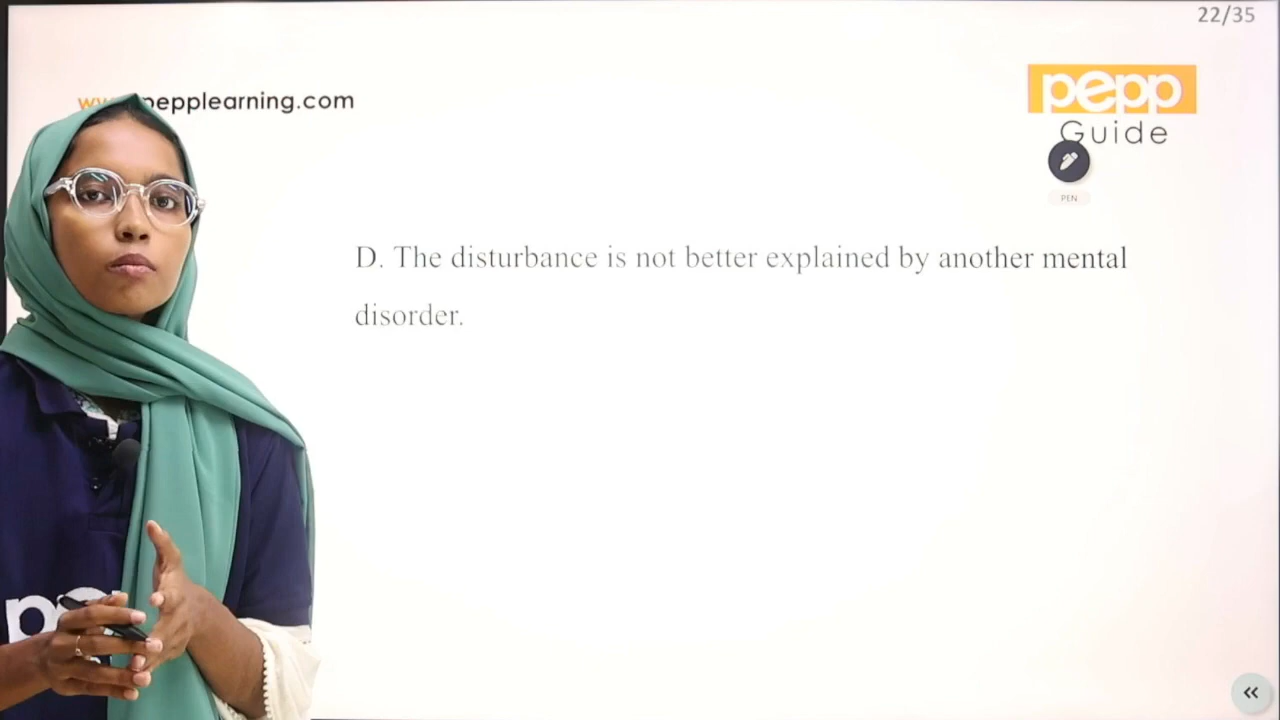 22/35
pepplearning.com
pepp
Guide
PEN
D. The disturbance is not better explained by another mental
disorder.